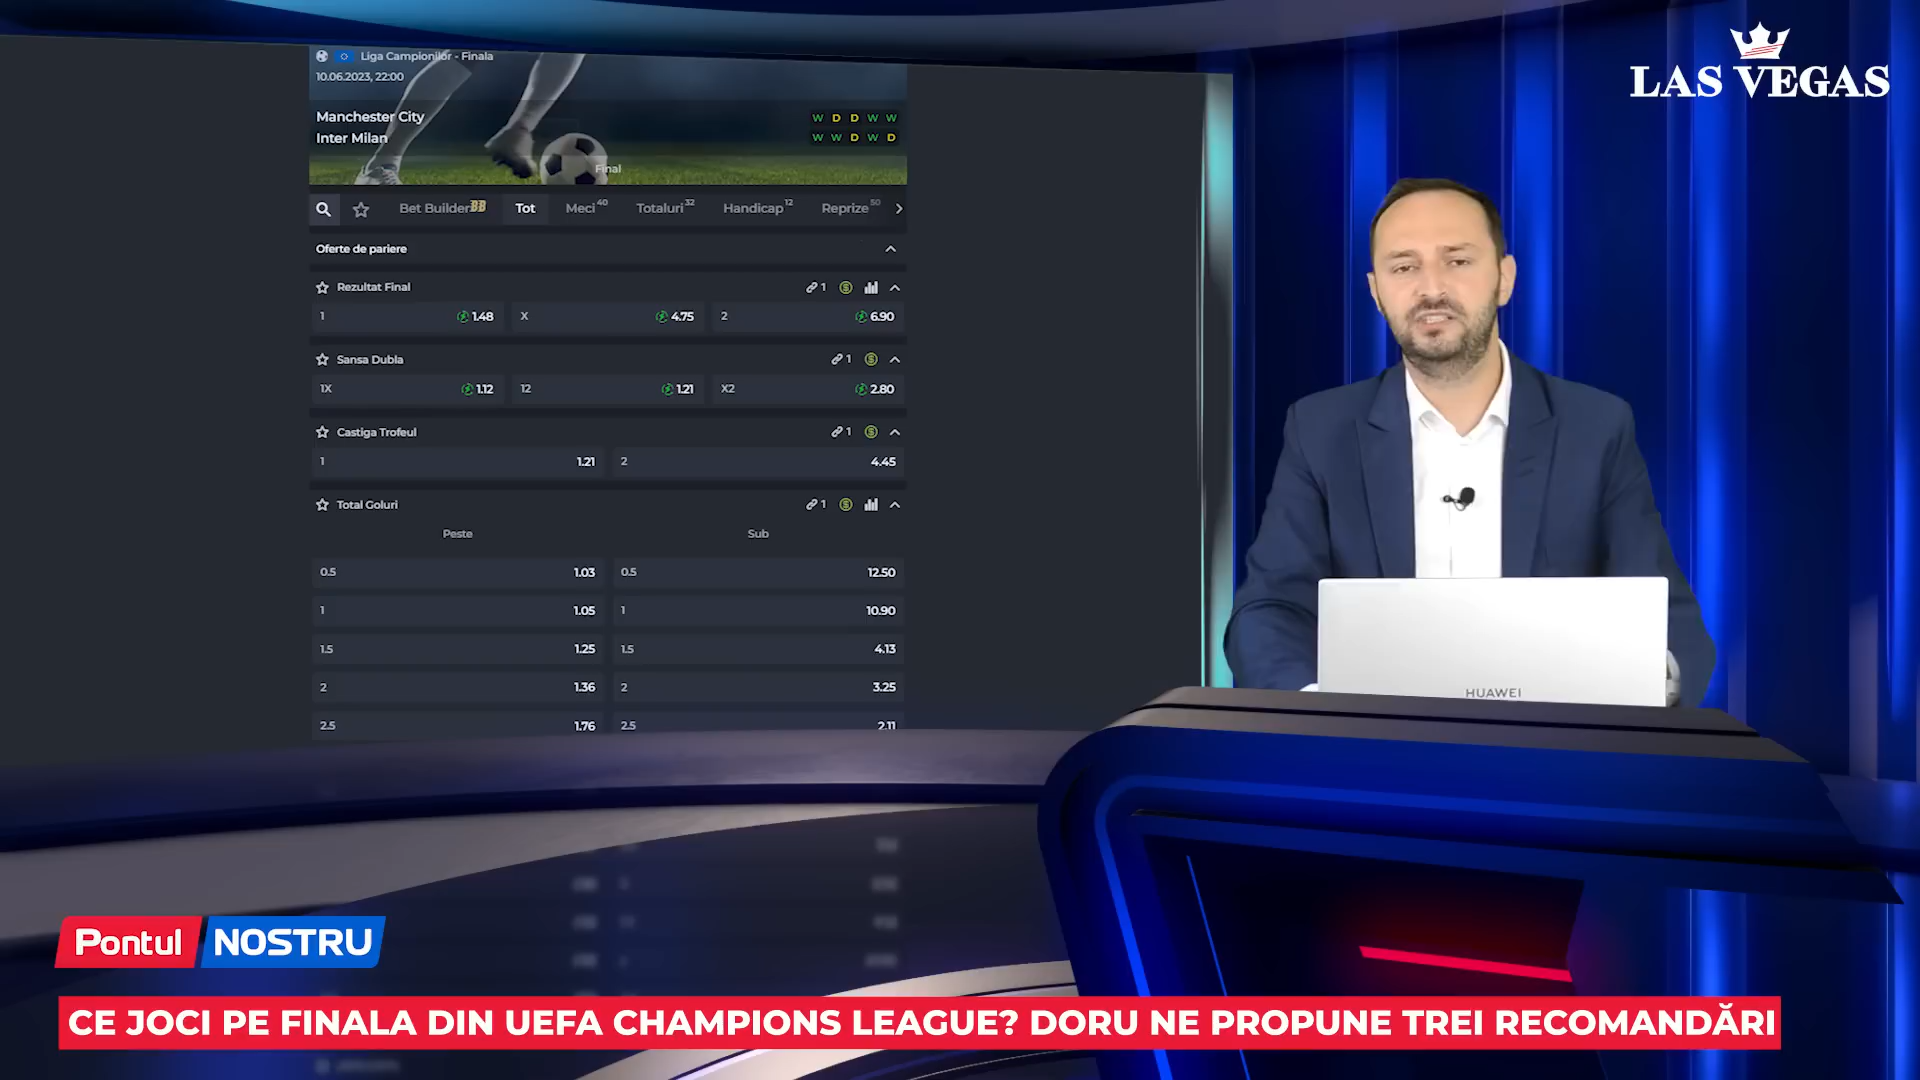 Liga Campionilor - Finala
10.06.2023, 22:00
LAS VEGAS
Manchester City W D D W W
Inter Milan W W D W D
Final
Bet Builder BB Tot Meci 40 Totaluri 32 Handicap 12 Reprize 50
Oferte de pariere
Rezultat Final 1
1 1.48 X 4.75 2 6.90
Sansa Dubla 1
1X 1.12 12 1.21 X2 2.80
Castiga Trofeul 1
1 1.21 2 4.45
Total Goluri 1
Peste Sub
0.5 1.03 0.5 12.50
1 1.05 1 10.90
1.5 1.25 1.5 4.13
2 1.36 2 3.25
2.5 1.76 2.5 2.11
HUAWEI
Pontul NOSTRU
CE JOCI PE FINALA DIN UEFA CHAMPIONS LEAGUE? DORU NE PROPUNE TREI RECOMANDĂRI